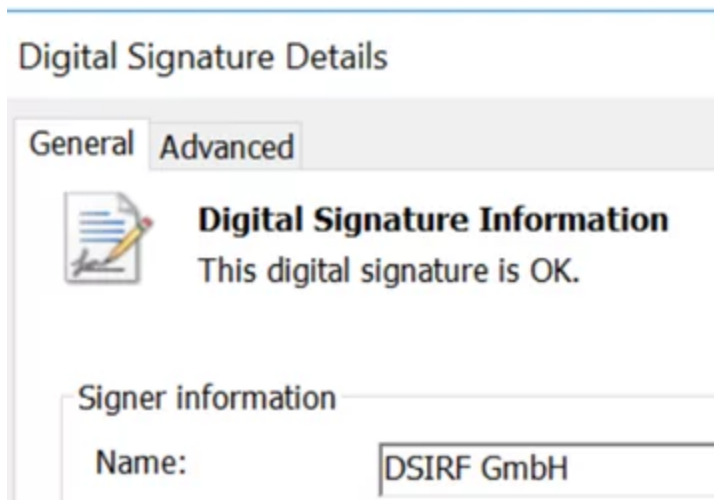 Digital Signature Details
General Advanced
Digital Signature Information
This digital signature is OK.
Signer information
Name: DSIRF GmbH